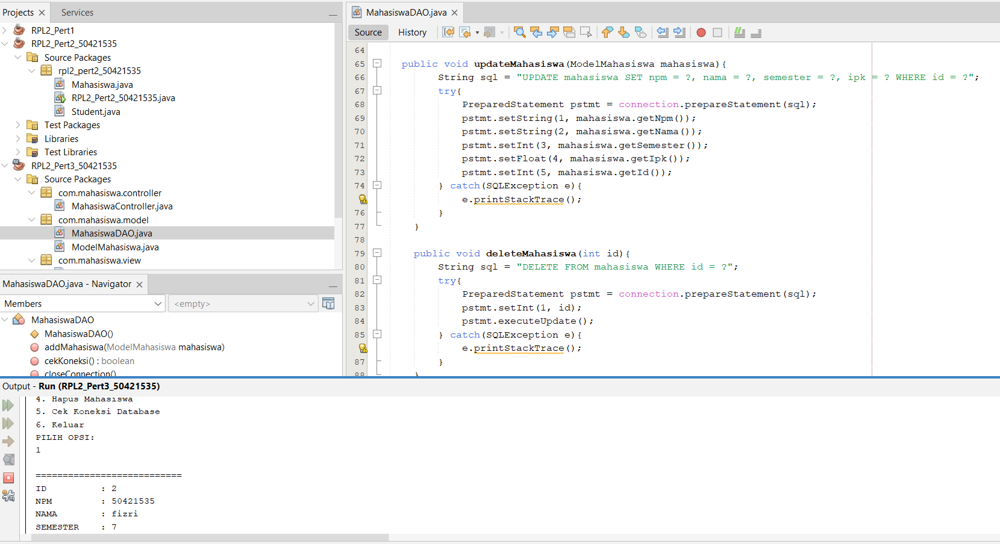 Projects
Services
RPL2_Pert1
RPL2_Pert2_50421535
Source Packages
rpl2_pert2_50421535
Mahasiswa.java
RPL2_Pert2_50421535.java
Student.java
Test Packages
Libraries
Test Libraries
RPL2_Pert3_50421535
Source Packages
com.mahasiswa.controller
MahasiswaController.java
com.mahasiswa.model
MahasiswaDAO.java
ModelMahasiswa.java
com.mahasiswa.view
MahasiswaDAO.java - Navigator
Members
<empty>
MahasiswaDAO
MahasiswaDAO()
addMahasiswa(ModelMahasiswa mahasiswa)
cekKoneksi() : boolean
closeConnection()
MahasiswaDAO.java
Source History
64
65 public void updateMahasiswa(ModelMahasiswa mahasiswa){
66 String sql = "UPDATE mahasiswa SET npm = ?, nama = ?, semester = ?, ipk = ? WHERE id = ?";
67 try{
68 PreparedStatement pstmt = connection.prepareStatement(sql);
69 pstmt.setString(1, mahasiswa.getNpm());
70 pstmt.setString(2, mahasiswa.getNama());
71 pstmt.setInt(3, mahasiswa.getSemester());
72 pstmt.setFloat(4, mahasiswa.getIpk());
73 pstmt.setInt(5, mahasiswa.getId());
74 } catch(SQLException e){
e.printStackTrace();
76 }
77 }
78
79 public void deleteMahasiswa(int id){
80 String sql = "DELETE FROM mahasiswa WHERE id = ?";
81 try{
82 PreparedStatement pstmt = connection.prepareStatement(sql);
83 pstmt.setInt(1, id);
84 pstmt.executeUpdate();
85 } catch(SQLException e){
e.printStackTrace();
87 }
88 }
Output - Run (RPL2_Pert3_50421535)
4. Hapus Mahasiswa
5. Cek Koneksi Database
6. Keluar
PILIH OPSI:
1
===========================
ID : 2
NPM : 50421535
NAMA : fizri
SEMESTER : 7